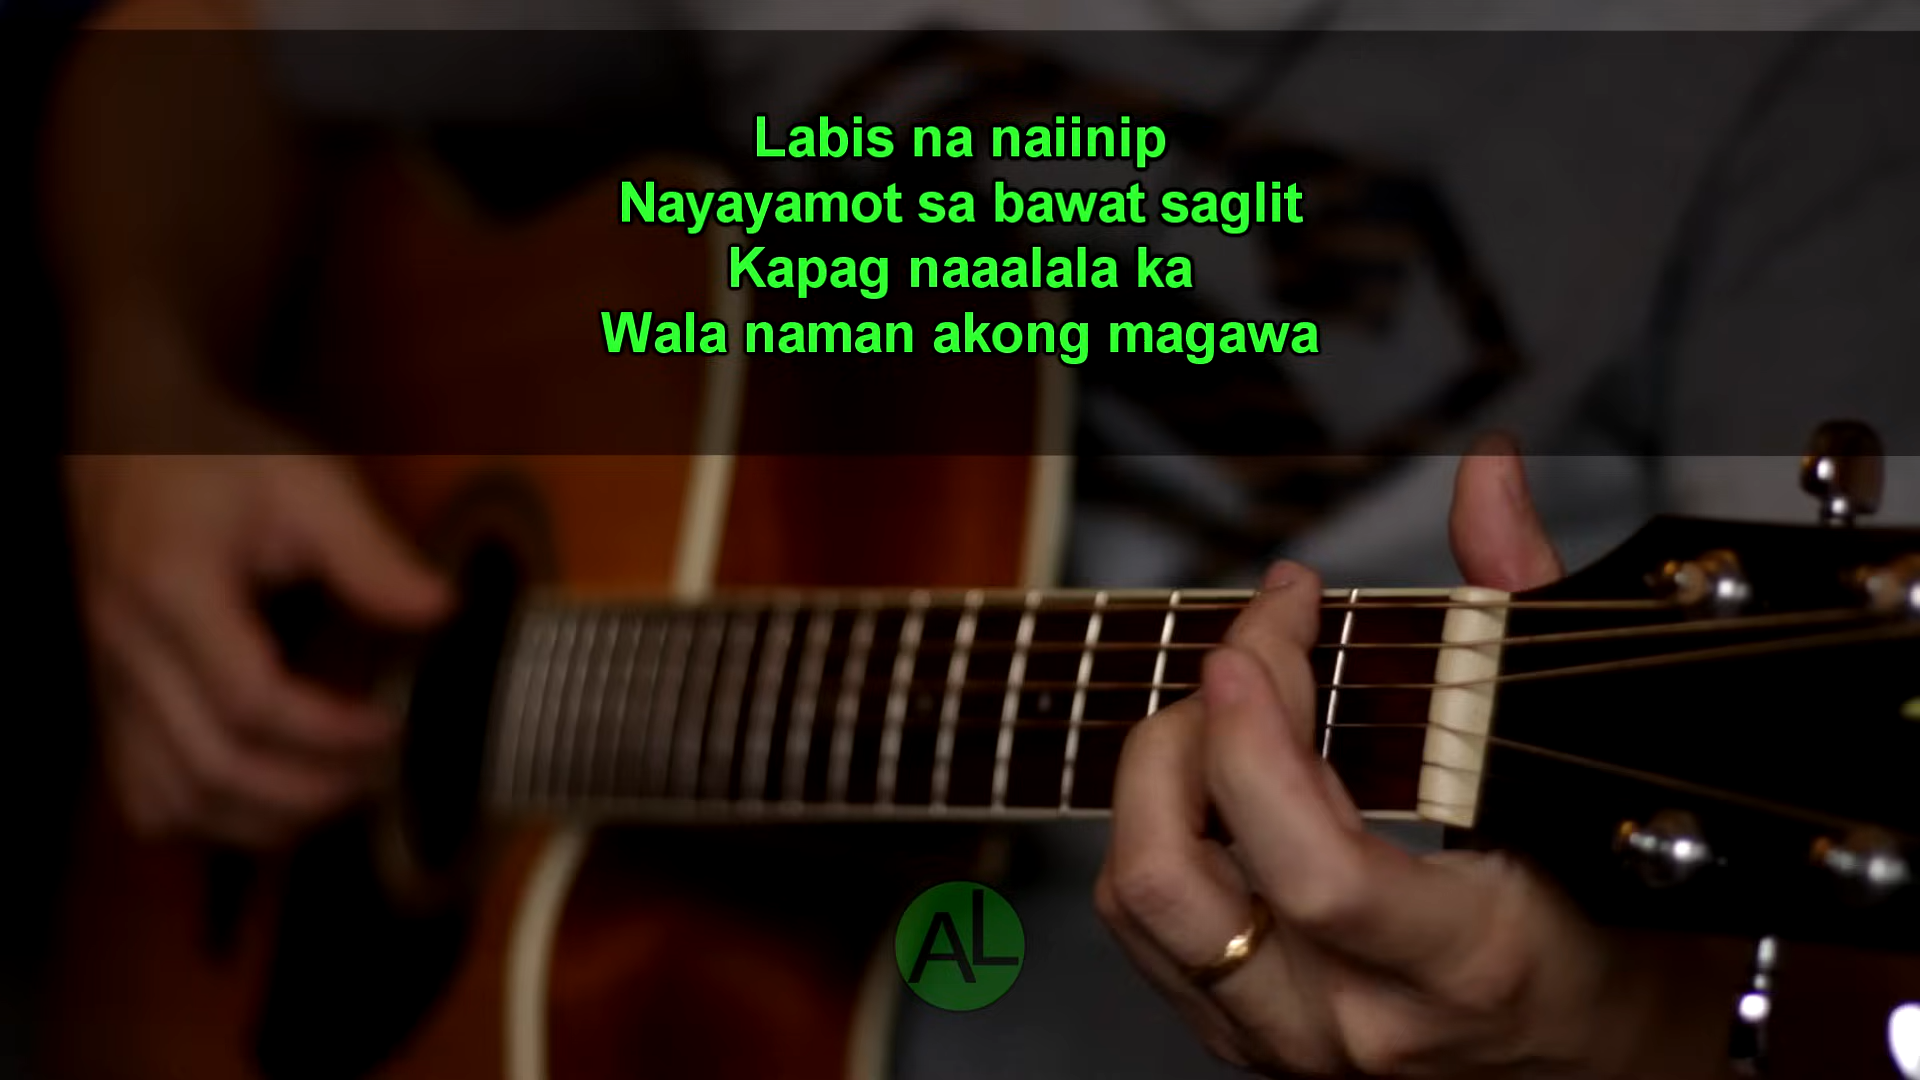 Labis na naiinip
Nayayamot sa bawat saglit
Kapag naaalala ka
Wala naman akong magawa
AL